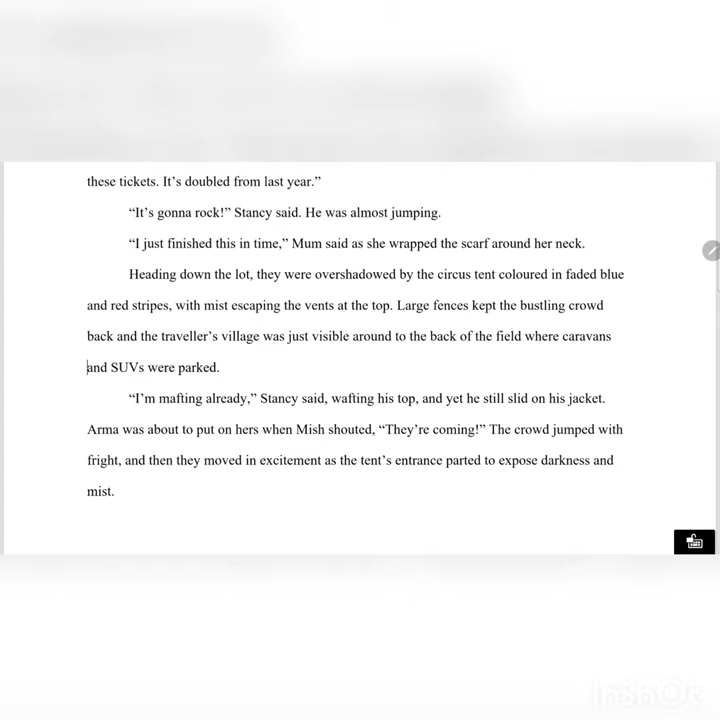 these tickets. It’s doubled from last year.”
“It’s gonna rock!” Stancy said. He was almost jumping.
“I just finished this in time,” Mum said as she wrapped the scarf around her neck.
Heading down the lot, they were overshadowed by the circus tent coloured in faded blue
and red stripes, with mist escaping the vents at the top. Large fences kept the bustling crowd
back and the traveller’s village was just visible around to the back of the field where caravans
and SUVs were parked.
“I’m mafting already,” Stancy said, wafting his top, and yet he still slid on his jacket.
Arma was about to put on hers when Mish shouted, “They’re coming!” The crowd jumped with
fright, and then they moved in excitement as the tent’s entrance parted to expose darkness and
mist.
InShOt